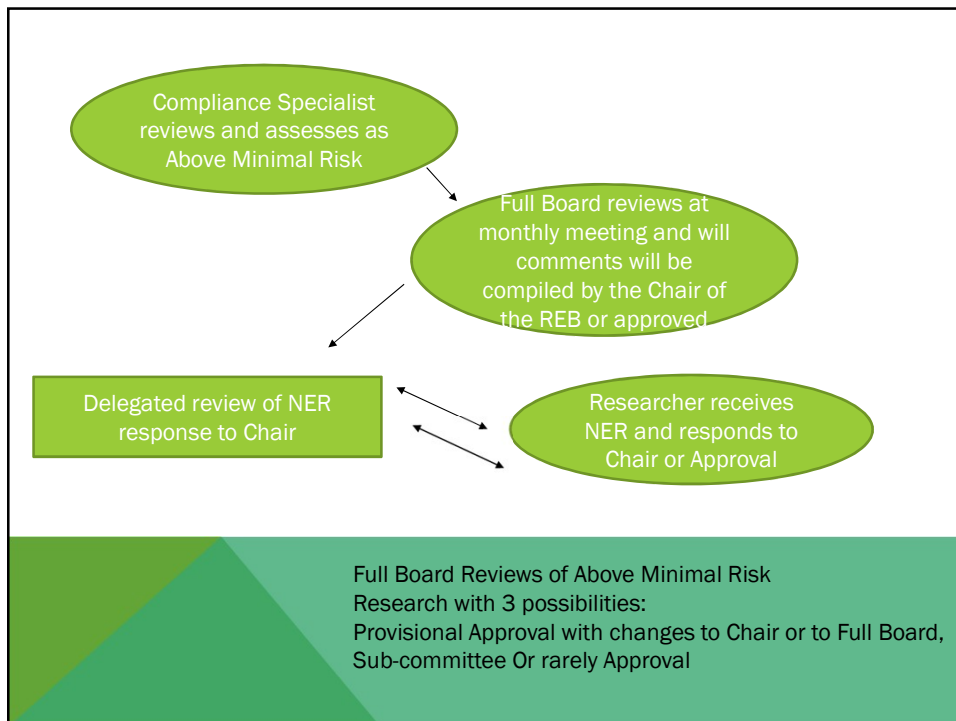 Compliance Specialist
reviews and assesses as
Above Minimal Risk
Full Board reviews at
monthly meeting and will
comments will be
compiled by the Chair of
the REB or approved
Delegated review of NER
response to Chair
Researcher receives
NER and responds to
Chair or Approval
Full Board Reviews of Above Minimal Risk
Research with 3 possibilities:
Provisional Approval with changes to Chair or to Full Board,
Sub-committee Or rarely Approval